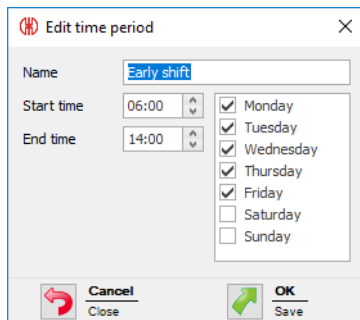 Edit time period
Name Early shift
Start time 06:00
End time 14:00
Monday
Tuesday
Wednesday
Thursday
Friday
Saturday
Sunday
Cancel
Close
OK
Save